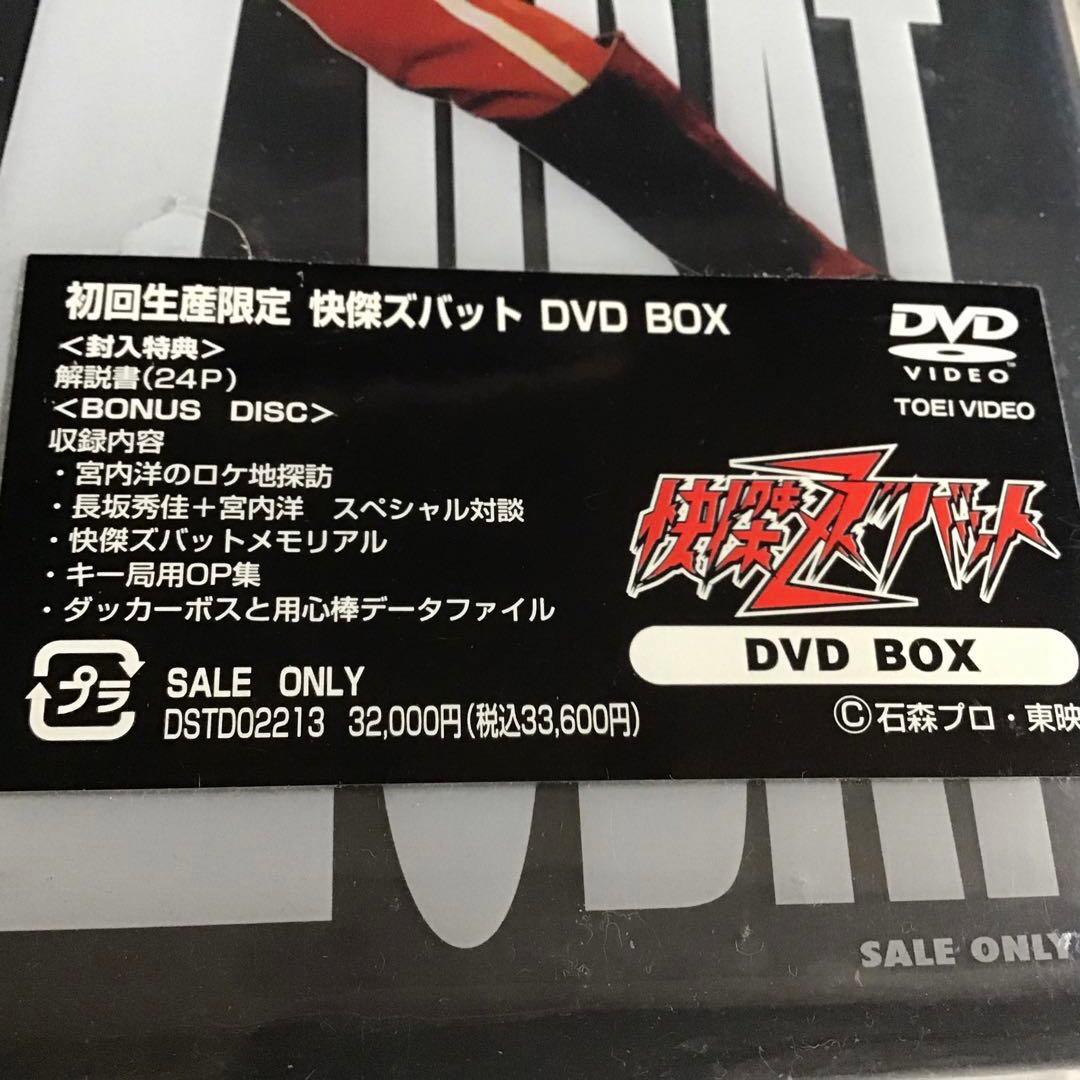 ZUBAT
初回生産限定 快傑ズバット DVD BOX
<封入特典>
解説書(24P)
<BONUS DISC>
収録内容
・宮内洋のロケ地探訪
・長坂秀佳+宮内洋 スペシャル対談
・快傑ズバットメモリアル
・キー局用OP集
・ダッカーボスと用心棒データファイル
プラ
SALE ONLY
DSTD02213 32,000円(税込33,600円)
DVD
VIDEO™
TOEI VIDEO
快傑ズバット
DVD BOX
©石森プロ・東映
SALE ONLY